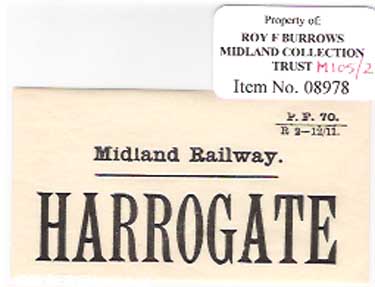 Property of:
ROY F BURROWS
MIDLAND COLLECTION
TRUST M105/2
Item No. 08978
P. F. 70.
R 2—12/11.
Midland Railway.
HARROGATE